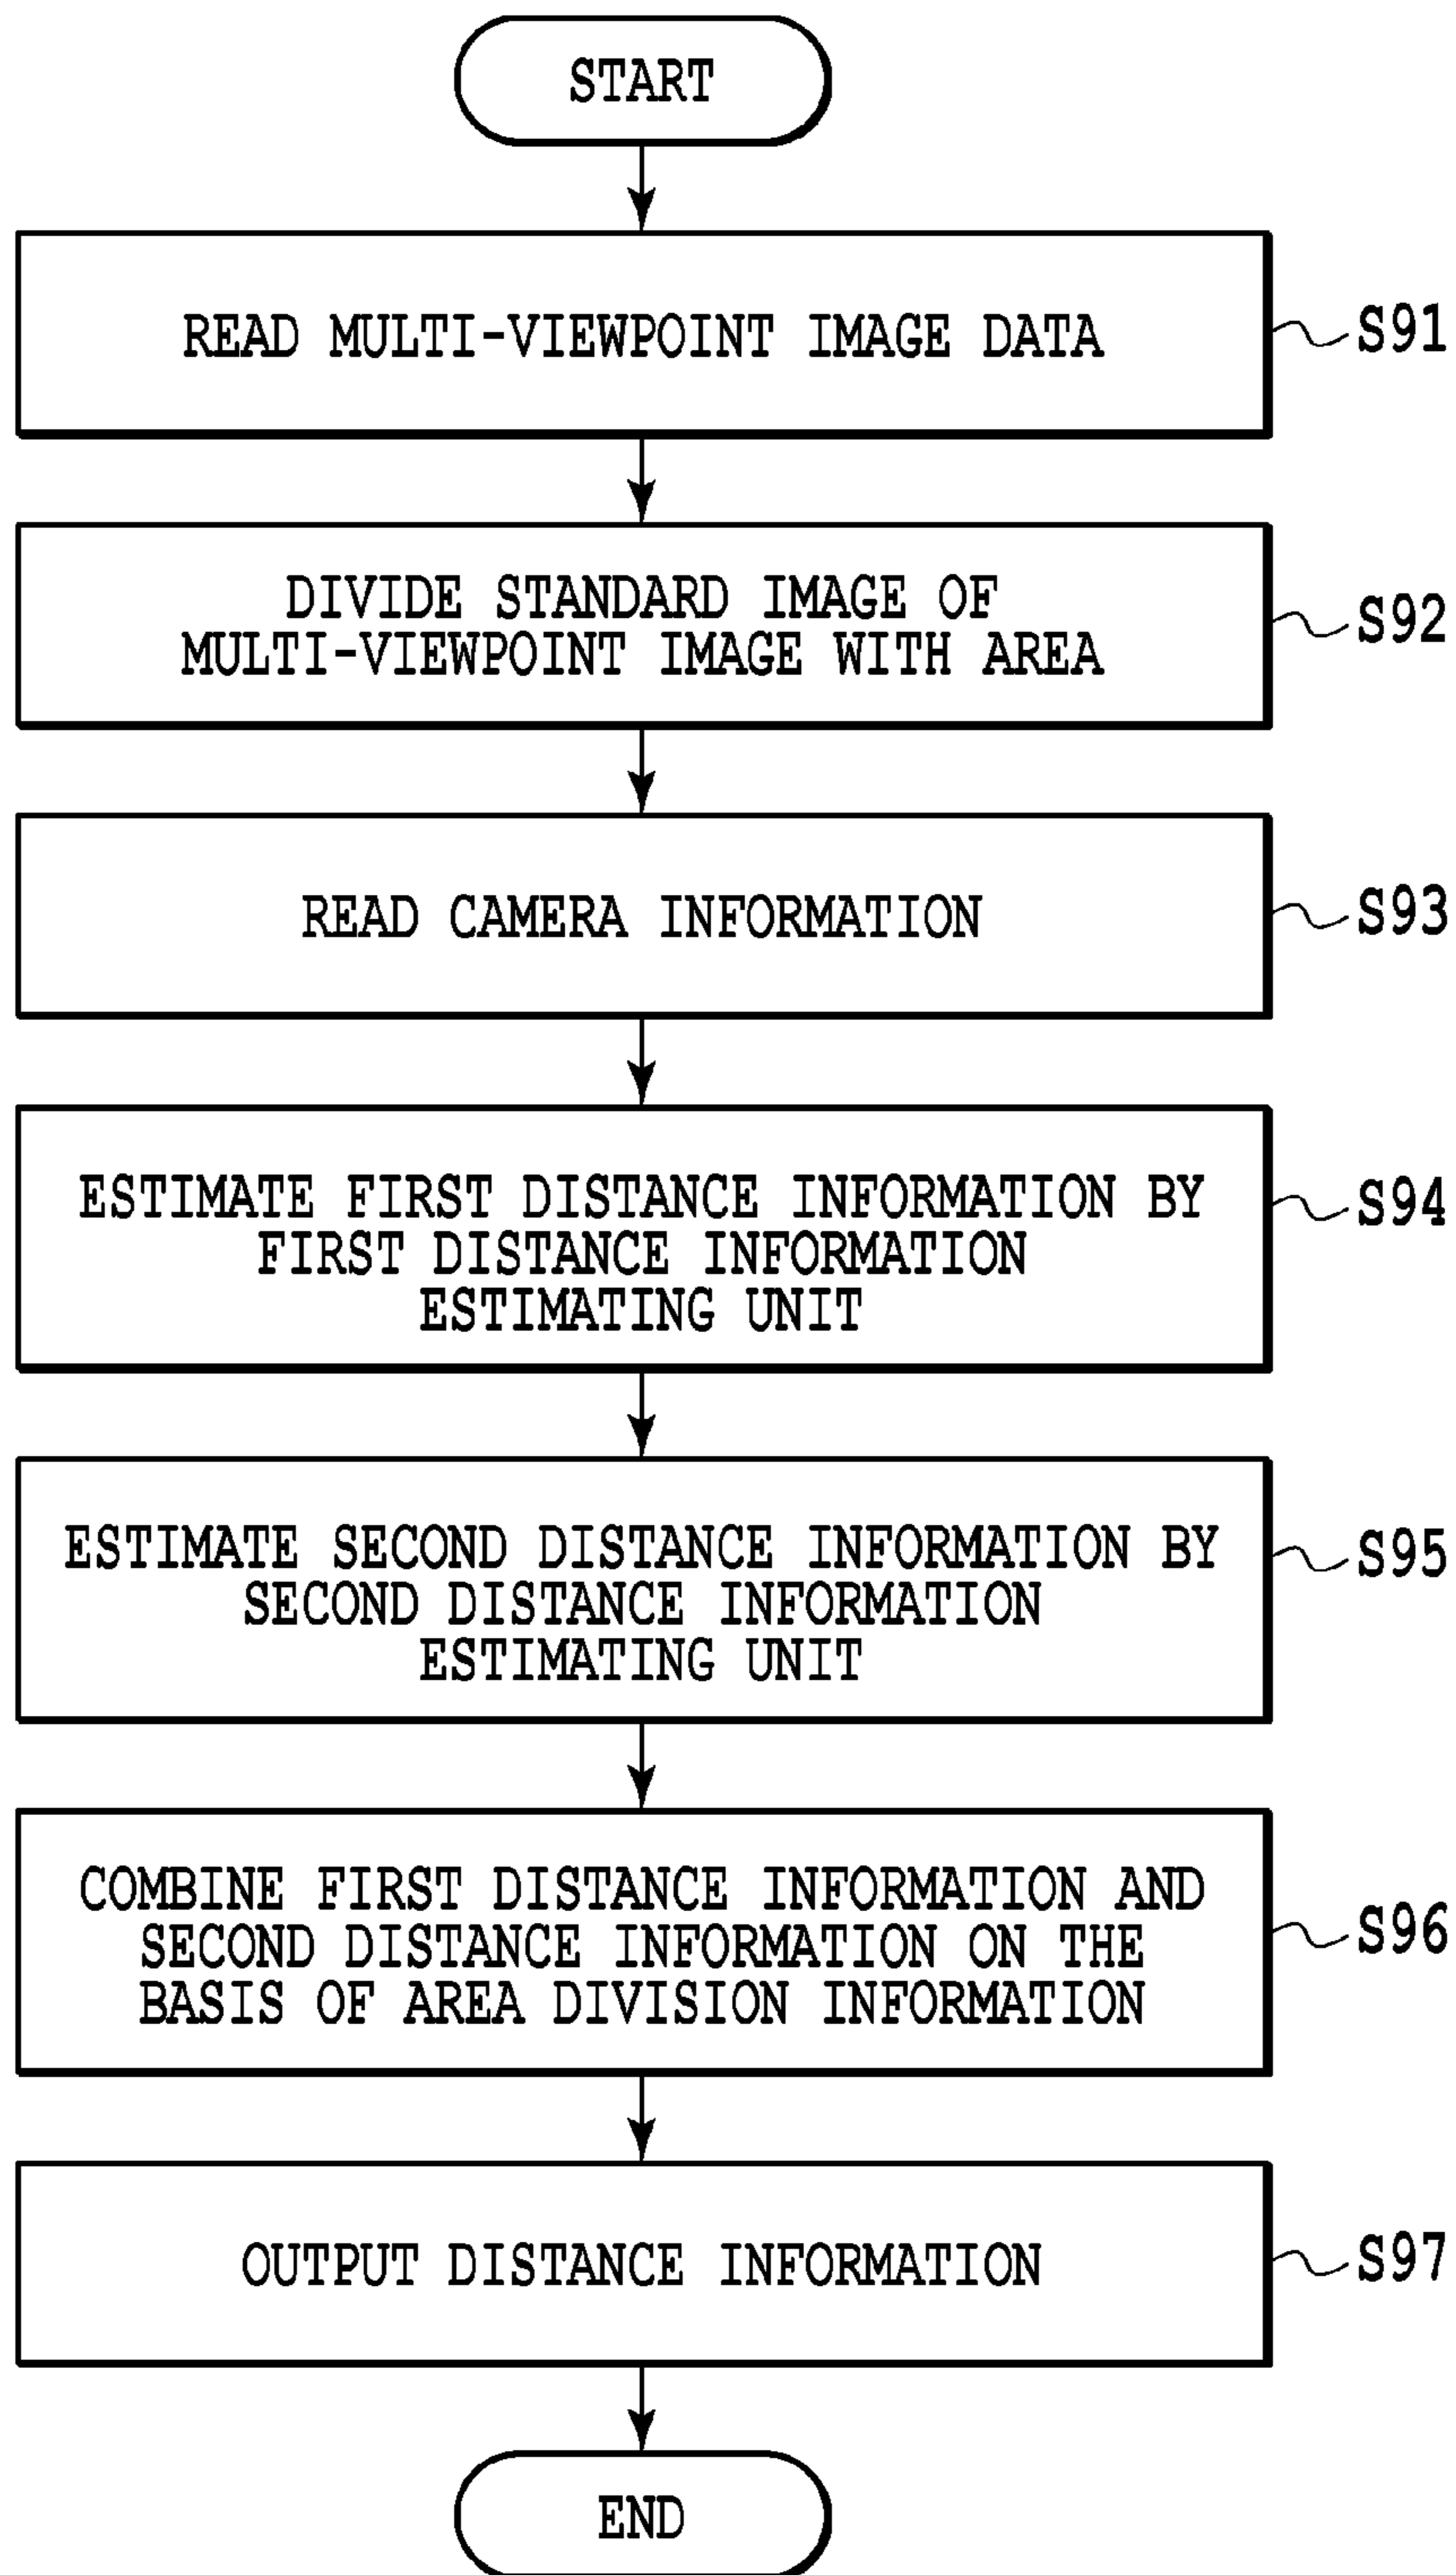 START
READ MULTI-VIEWPOINT IMAGE DATA
S91
DIVIDE STANDARD IMAGE OF
MULTI-VIEWPOINT IMAGE WITH AREA
S92
READ CAMERA INFORMATION
S93
ESTIMATE FIRST DISTANCE INFORMATION BY
FIRST DISTANCE INFORMATION
ESTIMATING UNIT
S94
ESTIMATE SECOND DISTANCE INFORMATION BY
SECOND DISTANCE INFORMATION
ESTIMATING UNIT
S95
COMBINE FIRST DISTANCE INFORMATION AND
SECOND DISTANCE INFORMATION ON THE
BASIS OF AREA DIVISION INFORMATION
S96
OUTPUT DISTANCE INFORMATION
S97
END